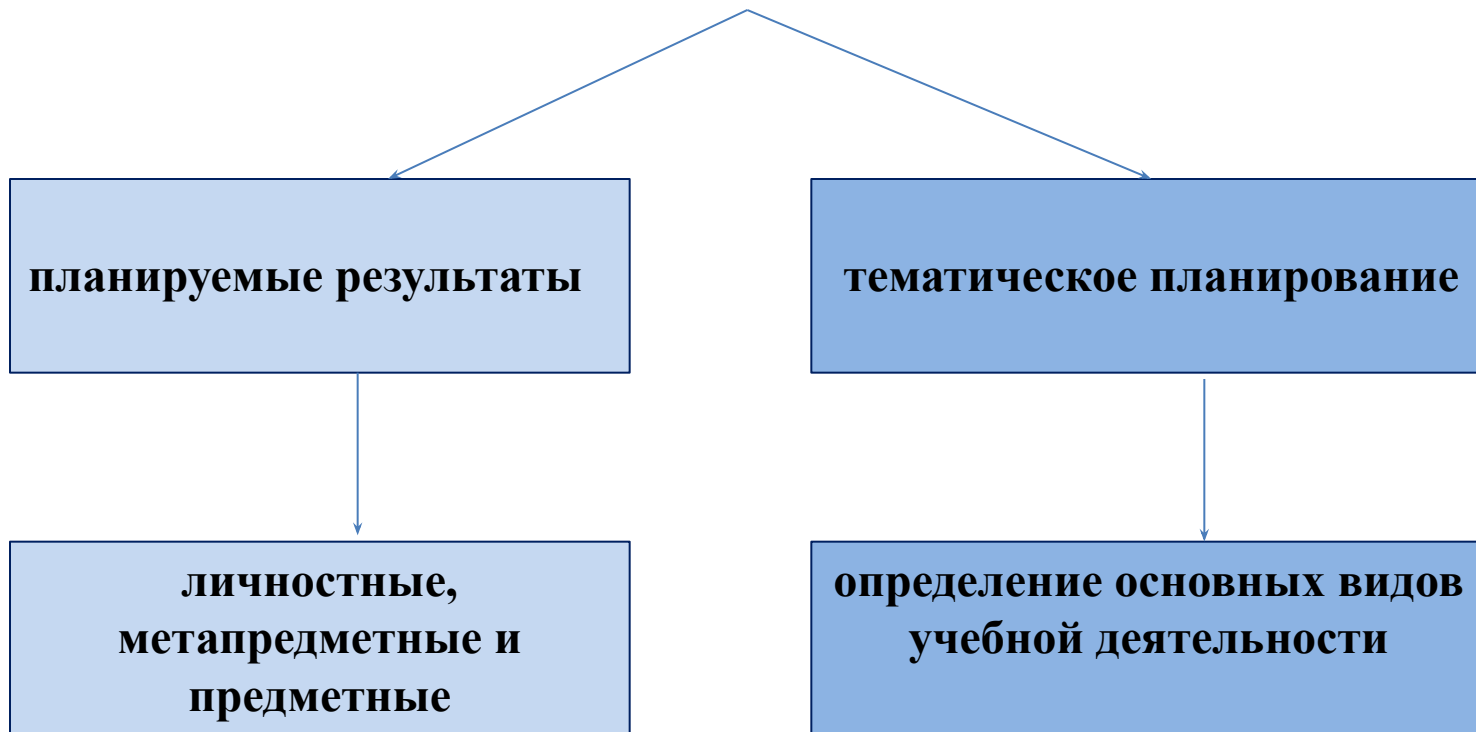 планируемые результаты
тематическое планирование
личностные,
метапредметные и
предметные
определение основных видов
учебной деятельности